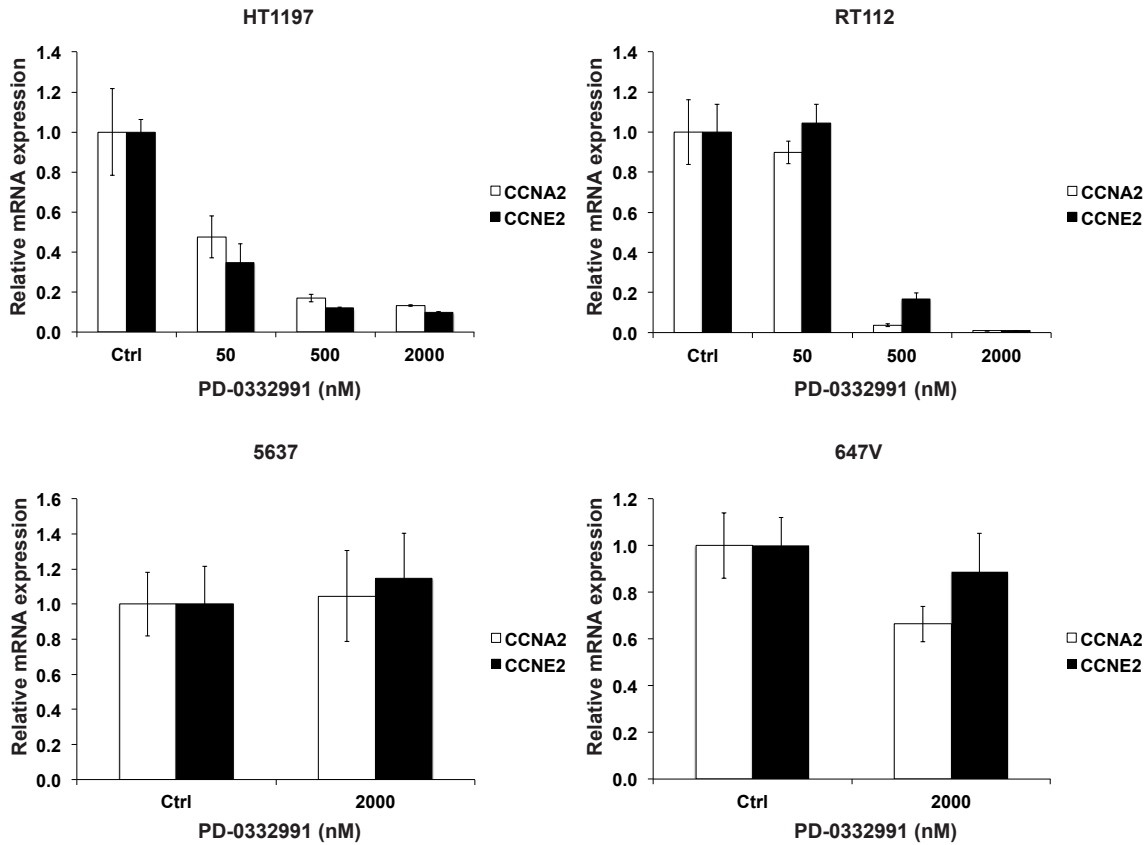 HT1197
Relative mRNA expression
1.4
1.2
1.0
0.8
0.6
0.4
0.2
0.0
Ctrl 50 500 2000
PD-0332991 (nM)
CCNA2
CCNE2
RT112
Relative mRNA expression
1.4
1.2
1.0
0.8
0.6
0.4
0.2
0.0
Ctrl 50 500 2000
PD-0332991 (nM)
CCNA2
CCNE2
5637
Relative mRNA expression
1.6
1.4
1.2
1.0
0.8
0.6
0.4
0.2
0.0
Ctrl 2000
PD-0332991 (nM)
CCNA2
CCNE2
647V
Relative mRNA expression
1.2
1.0
0.8
0.6
0.4
0.2
0.0
Ctrl 2000
PD-0332991 (nM)
CCNA2
CCNE2